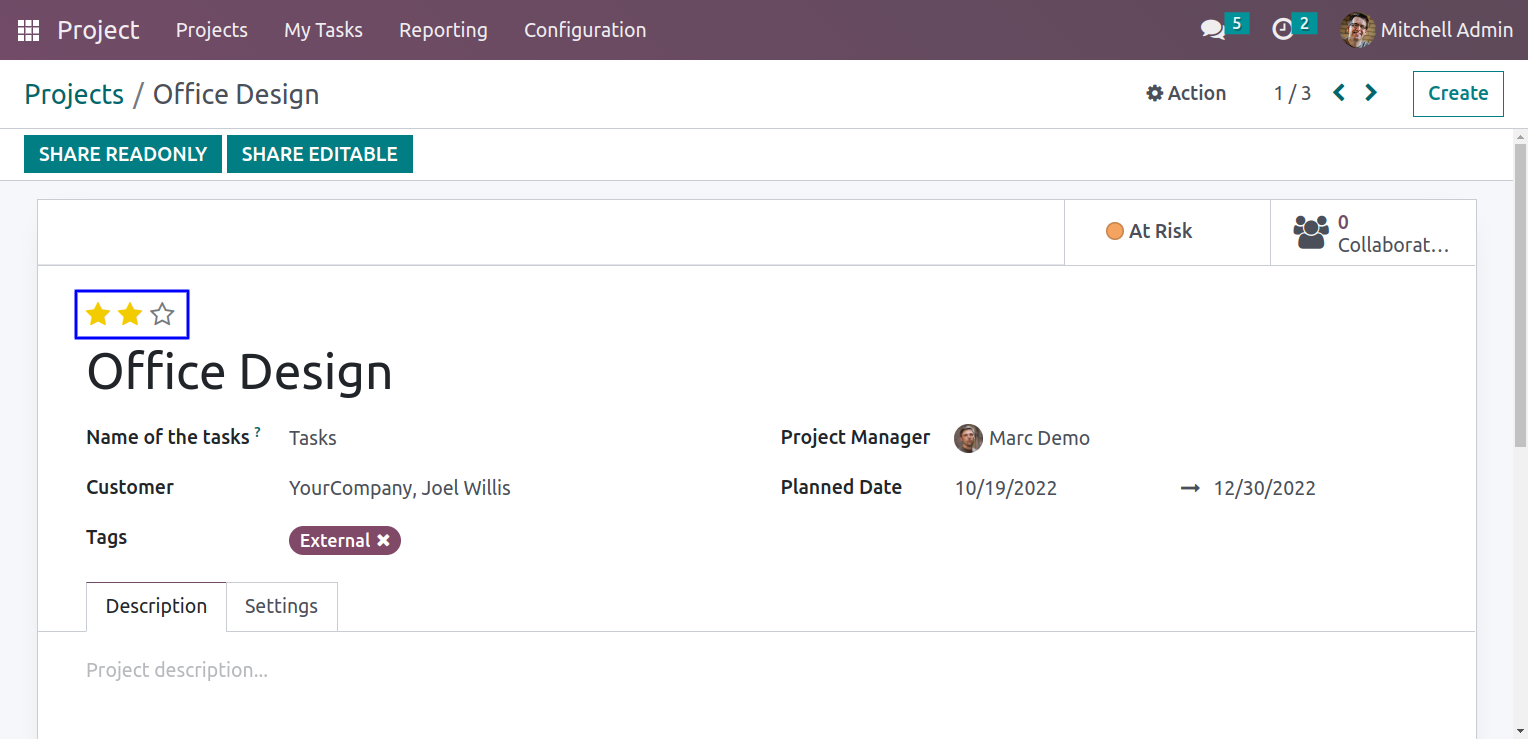 Project Projects My Tasks Reporting Configuration 5 2 Mitchell Admin
Projects / Office Design Action 1 / 3 Create
SHARE READONLY SHARE EDITABLE
At Risk 0 Collaborat...
Office Design
Name of the tasks ? Tasks Project Manager Marc Demo
Customer YourCompany, Joel Willis Planned Date 10/19/2022 → 12/30/2022
Tags External ✖
Description Settings
Project description...